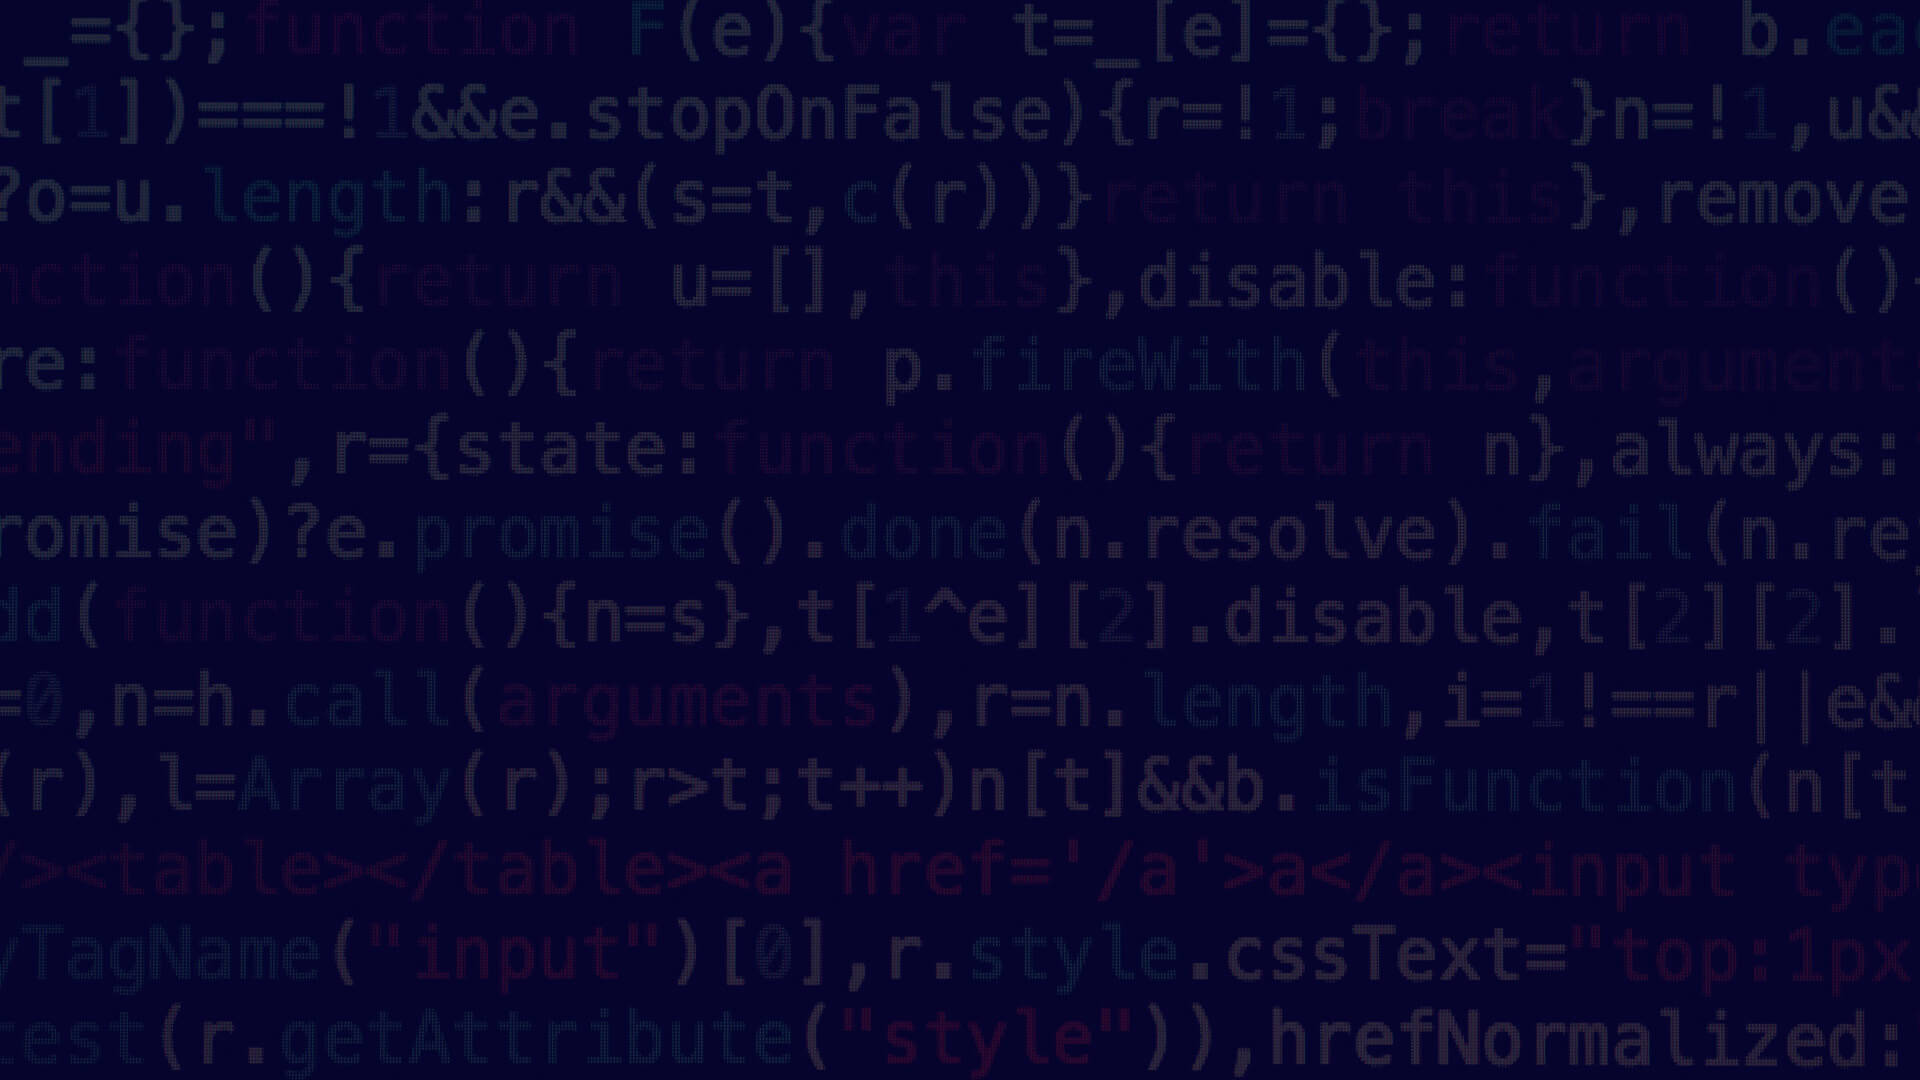 _={};function F(e){var t=_[e]={};return b.ea
t[1])===!1&&e.stopOnFalse){r=!1;break}n=!1,u&&
?o=u.length:r&&(s=t,c(r))}return this},remove
nction(){return u=[],this},disable:function()
re:function(){return p.fireWith(this,argument
ending",r={state:function(){return n},always:
romise)?e.promise().done(n.resolve).fail(n.re
dd(function(){n=s},t[1^e][2].disable,t[2][2].
=0,n=h.call(arguments),r=n.length,i=1!==r||e&&
(r),l=Array(r);r>t;t++)n[t]&&b.isFunction(n[t
/><table></table><a href='/a'>a</a><input typ
yTagName("input")[0],r.style.cssText="top:1px
test(r.getAttribute("style")),hrefNormalized: